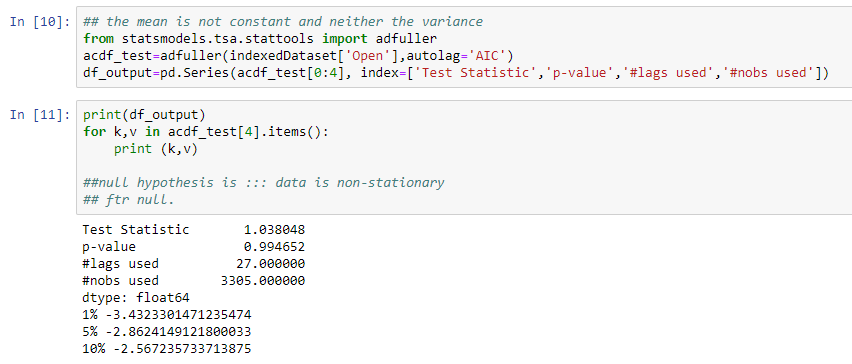 In [10]: ## the mean is not constant and neither the variance
from statsmodels.tsa.stattools import adfuller
acdf_test=adfuller(indexedDataset['Open'],autolag='AIC')
df_output=pd.Series(acdf_test[0:4], index=['Test Statistic','p-value','#lags used','#nobs used'])
In [11]: print(df_output)
for k,v in acdf_test[4].items():
    print (k,v)
##null hypothesis is ::: data is non-stationary
## ftr null.
Test Statistic       1.038048
p-value              0.994652
#lags used          27.000000
#nobs used        3305.000000
dtype: float64
1% -3.4323301471235474
5% -2.8624149121800033
10% -2.567235733713875